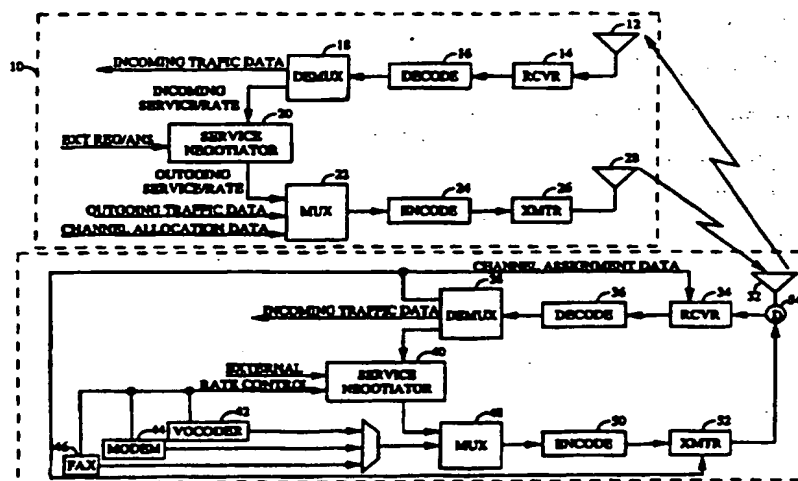 10
INCOMING TRAFIC DATA
18
DEMUX
16
DECODE
14
RCVR
12
INCOMING
SERVICE/RATE
20
SERVICE
NEGOTIATOR
EXT REQ/ANS
OUTGOING
SERVICE/RATE
22
MUX
24
ENCODE
26
XMTR
28
OUTGOING TRAFFIC DATA
CHANNEL ALLOCATION DATA
CHANNEL ASSIGNMENT DATA
32
INCOMING TRAFFIC DATA
38
DEMUX
36
DECODE
34
RCVR
54
D
40
SERVICE
NEGOTIATOR
EXTERNAL
RATE CONTROL
42
VOCODER
44
MODEM
46
FAX
48
MUX
50
ENCODE
52
XMTR